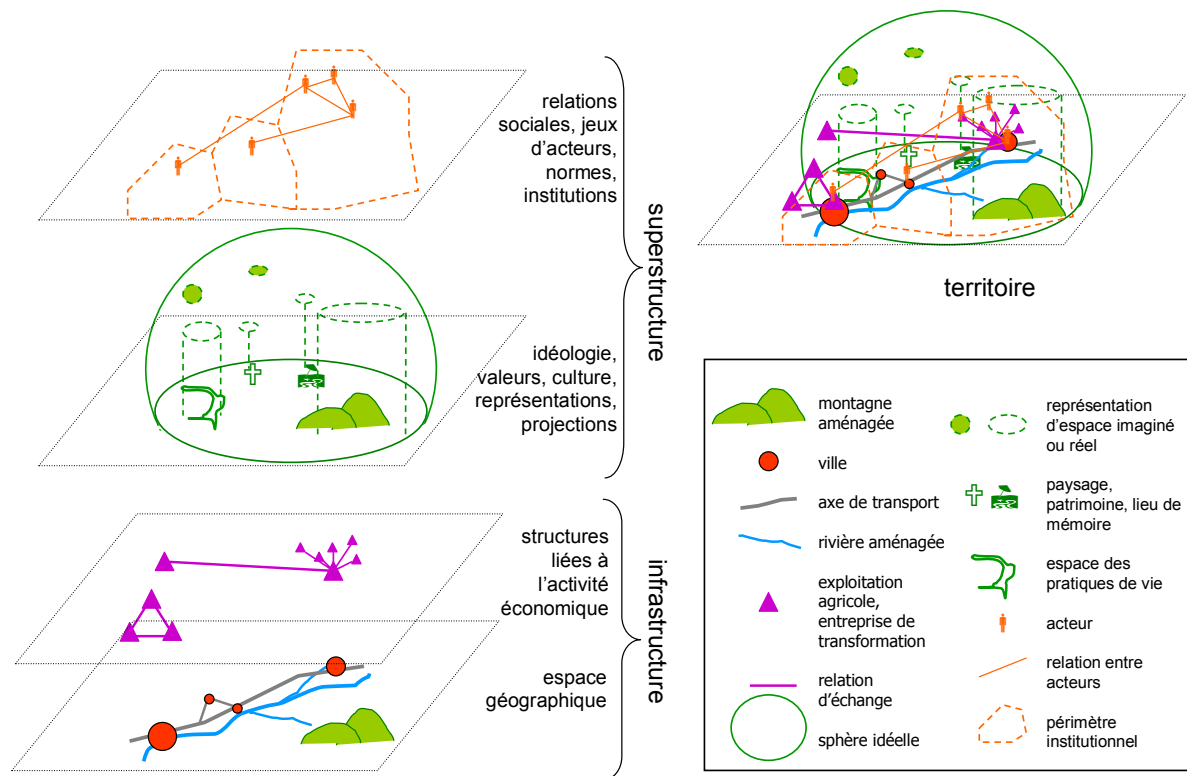 relations
sociales, jeux
d'acteurs,
normes,
institutions
idéologie,
valeurs, culture,
représentations,
projections
superstructure
structures
liées à
l'activité
économique
espace
géographique
infrastructure
territoire
montagne
aménagée
ville
axe de transport
rivière aménagée
exploitation
agricole,
entreprise de
transformation
relation
d'échange
sphère idéelle
représentation
d'espace imaginé
ou réel
paysage,
patrimoine, lieu de
mémoire
espace des
pratiques de vie
acteur
relation entre
acteurs
périmètre
institutionnel